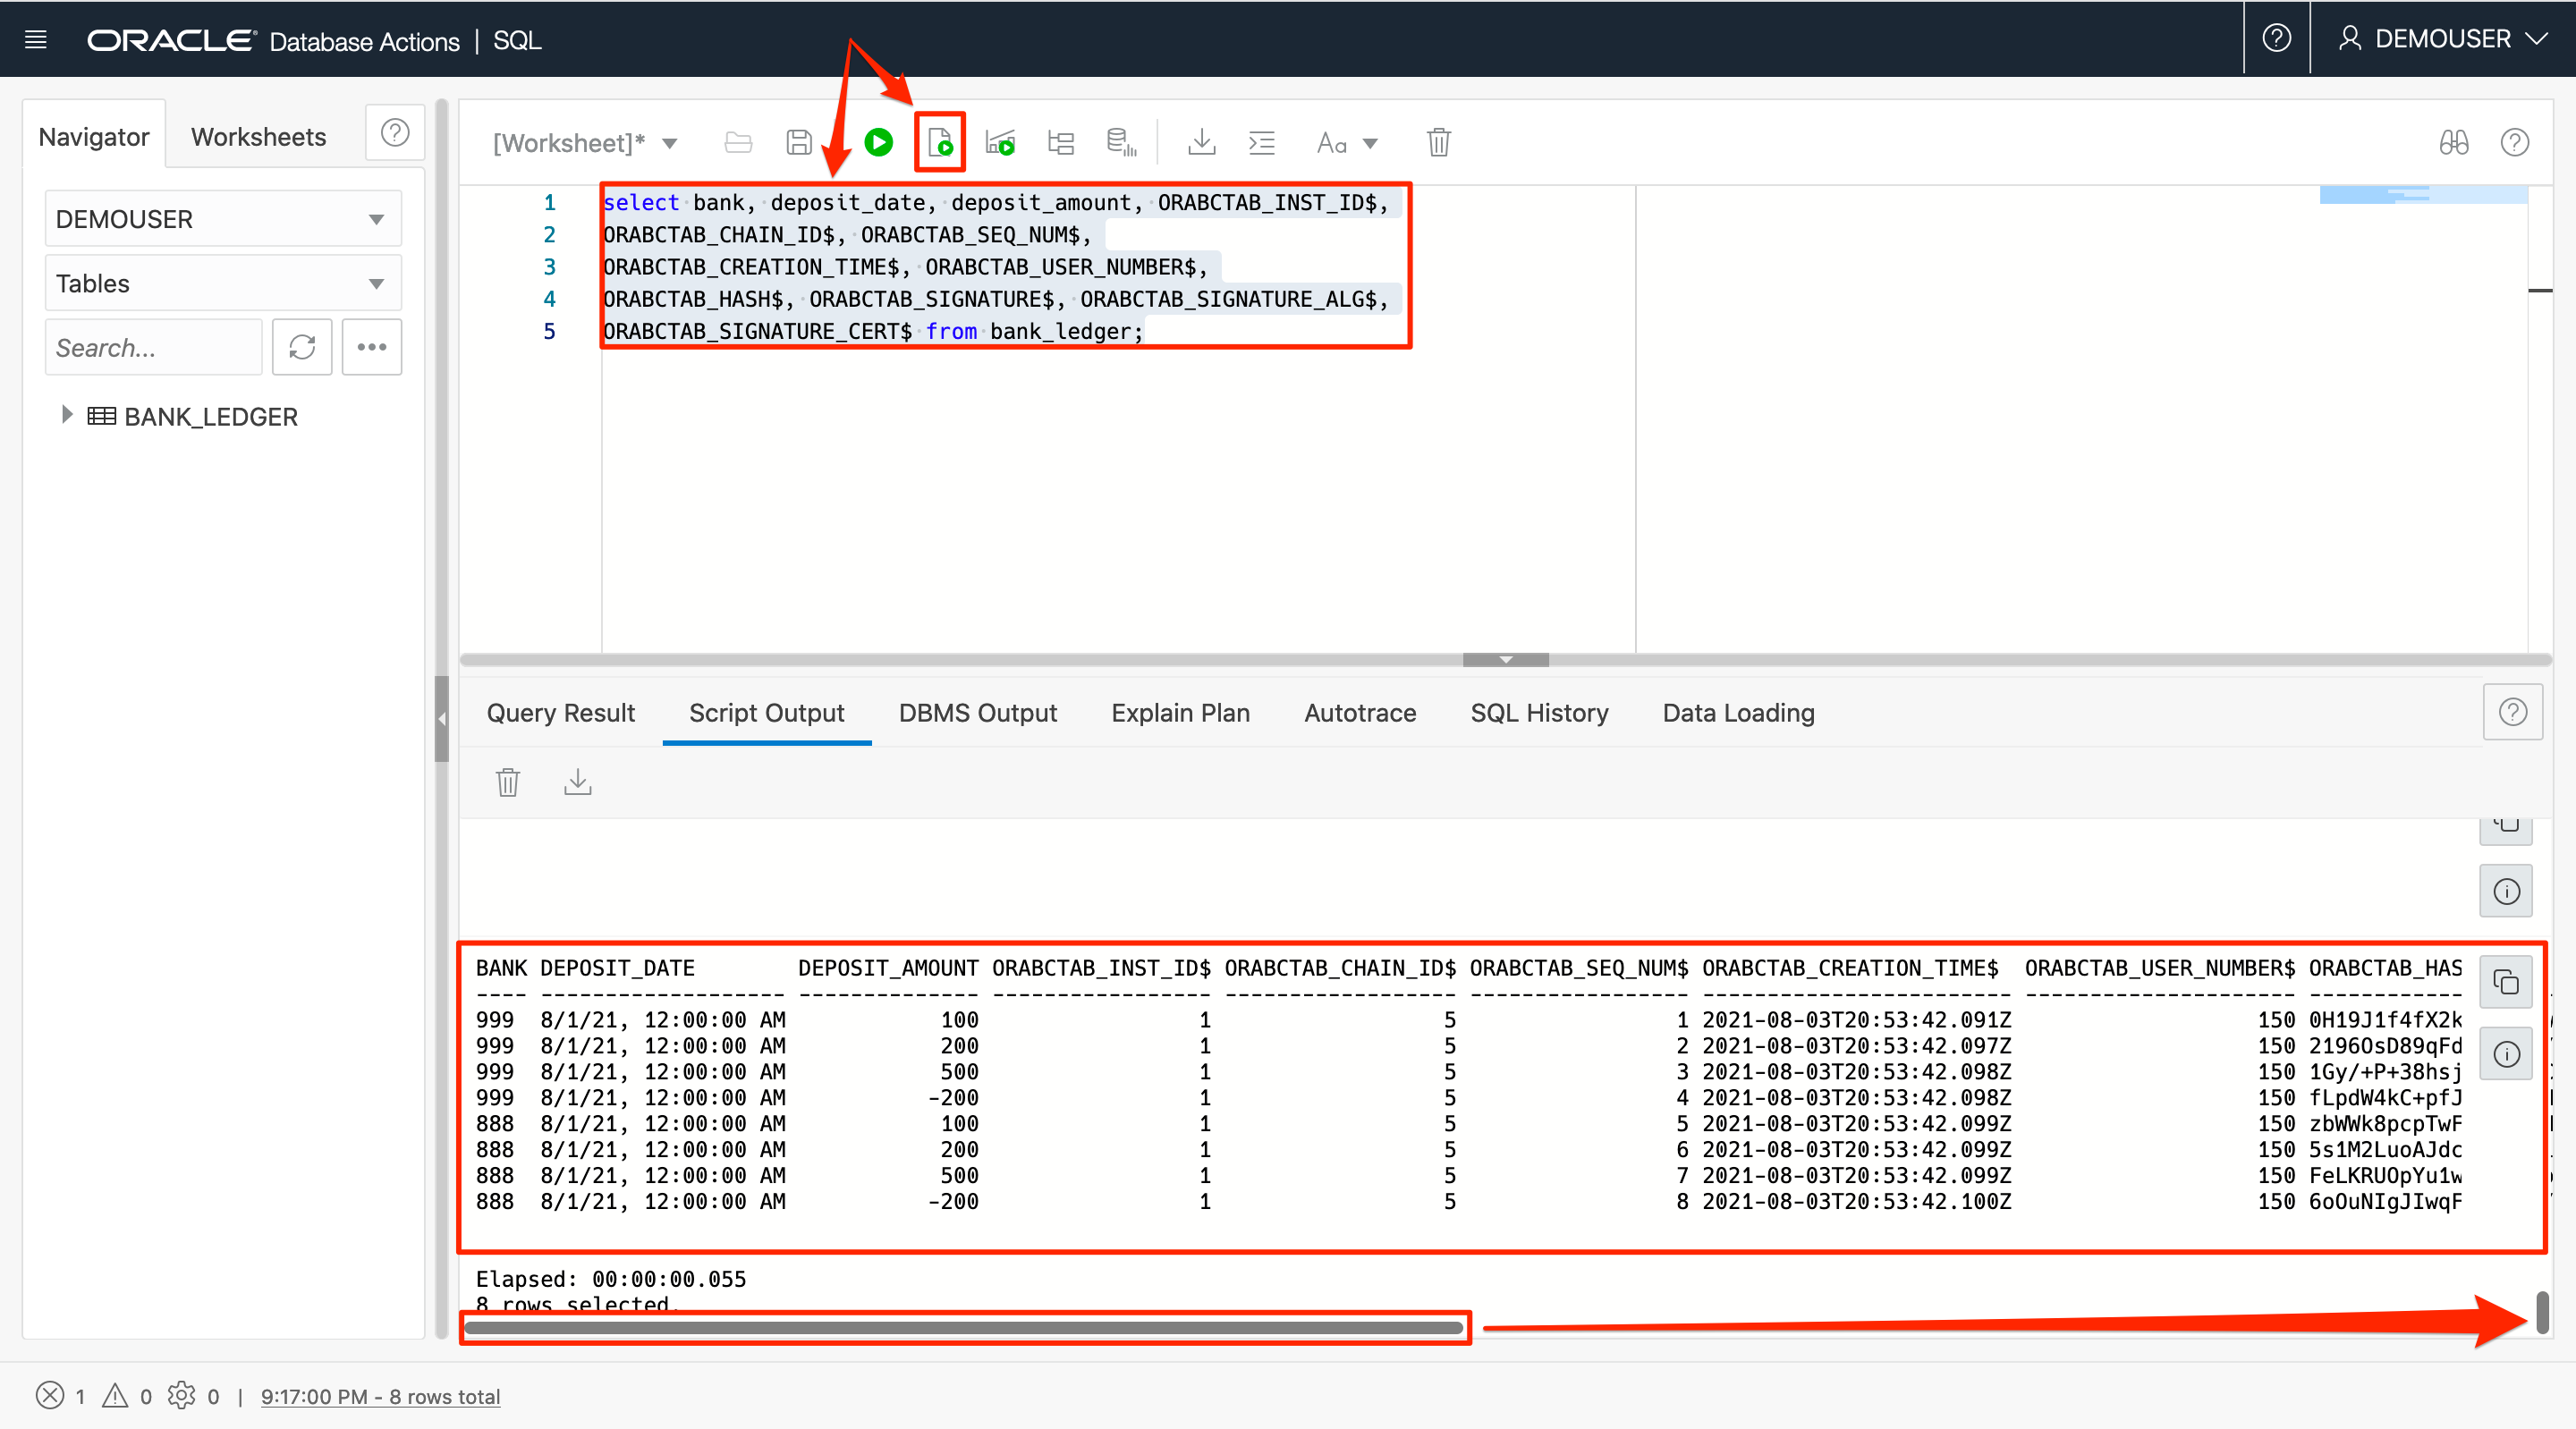 ORACLE Database Actions | SQL
DEMOUSER
Navigator
Worksheets
DEMOUSER
Tables
Search...
BANK_LEDGER
[Worksheet]*
Aa
1 select bank, deposit_date, deposit_amount, ORABCTAB_INST_ID$,
2 ORABCTAB_CHAIN_ID$, ORABCTAB_SEQ_NUM$,
3 ORABCTAB_CREATION_TIME$, ORABCTAB_USER_NUMBER$,
4 ORABCTAB_HASH$, ORABCTAB_SIGNATURE$, ORABCTAB_SIGNATURE_ALG$,
5 ORABCTAB_SIGNATURE_CERT$ from bank_ledger;
Query Result Script Output DBMS Output Explain Plan Autotrace SQL History Data Loading
BANK DEPOSIT_DATE DEPOSIT_AMOUNT ORABCTAB_INST_ID$ ORABCTAB_CHAIN_ID$ ORABCTAB_SEQ_NUM$ ORABCTAB_CREATION_TIME$ ORABCTAB_USER_NUMBER$ ORABCTAB_HAS
---- ------------------- -------------- ----------------- ------------------ ----------------- ------------------------ --------------------- ------------
999 8/1/21, 12:00:00 AM 100 1 5 1 2021-08-03T20:53:42.091Z 150 0H19J1f4fX2k
999 8/1/21, 12:00:00 AM 200 1 5 2 2021-08-03T20:53:42.097Z 150 2196OsD89qFd
999 8/1/21, 12:00:00 AM 500 1 5 3 2021-08-03T20:53:42.098Z 150 1Gy/+P+38hsj
999 8/1/21, 12:00:00 AM -200 1 5 4 2021-08-03T20:53:42.098Z 150 fLpdW4kC+pfJ
888 8/1/21, 12:00:00 AM 100 1 5 5 2021-08-03T20:53:42.099Z 150 zbWWk8pcpTwF
888 8/1/21, 12:00:00 AM 200 1 5 6 2021-08-03T20:53:42.099Z 150 5s1M2LuoAJdc
888 8/1/21, 12:00:00 AM 500 1 5 7 2021-08-03T20:53:42.099Z 150 FeLKRUOpYu1w
888 8/1/21, 12:00:00 AM -200 1 5 8 2021-08-03T20:53:42.100Z 150 6oOuNIgJIwqF
Elapsed: 00:00:00.055
8 rows selected.
1 0 0 | 9:17:00 PM - 8 rows total